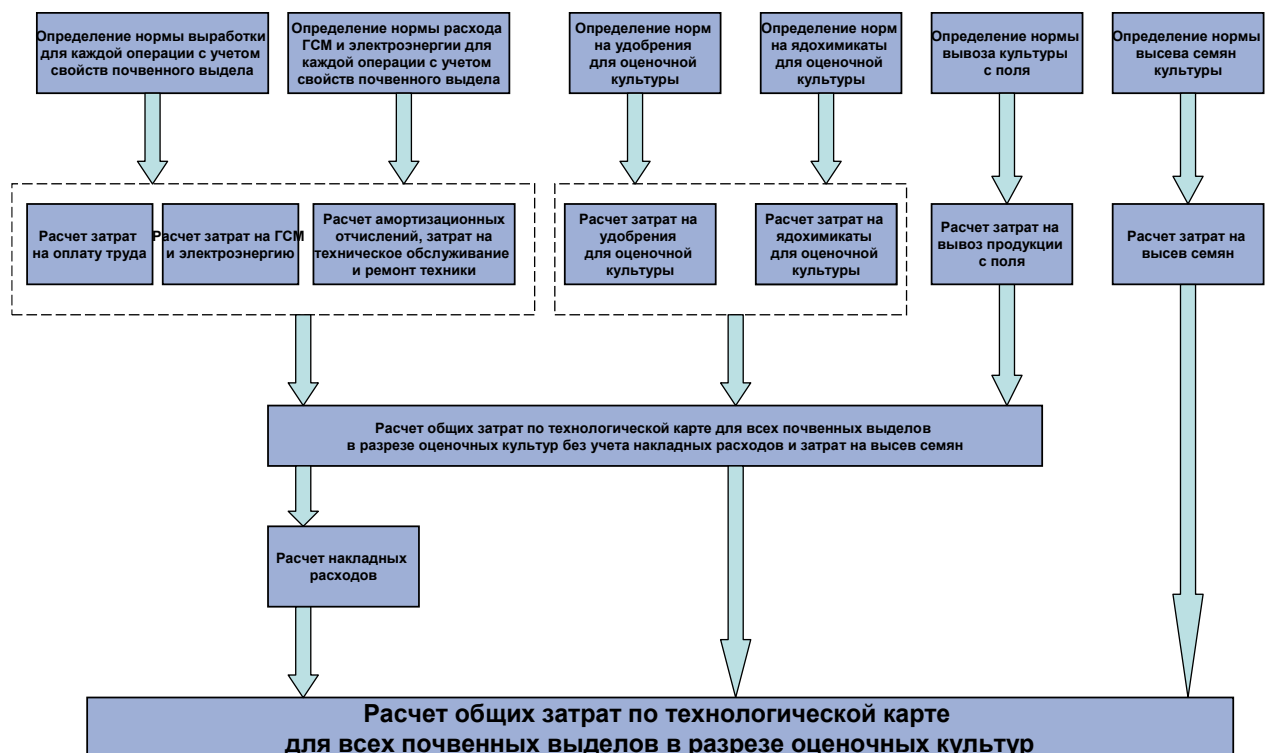 Определение нормы выработки
для каждой операции с учетом
свойств почвенного выдела
Определение нормы расхода
ГСМ и электроэнергии для
каждой операции с учетом
свойств почвенного выдела
Определение норм
на удобрения
для оценочной
культуры
Определение норм
на ядохимикаты
для оценочной
культуры
Определение нормы
вывоза культуры
с поля
Определение нормы
высева семян
культуры
Расчет затрат
на оплату труда
Расчет затрат на ГСМ
и электроэнергию
Расчет амортизационных
отчислений, затрат на
техническое обслуживание
и ремонт техники
Расчет затрат на
удобрения
для оценочной
культуры
Расчет затрат на
ядохимикаты
для оценочной
культуры
Расчет затрат на
вывоз продукции
с поля
Расчет затрат на
высев семян
Расчет общих затрат по технологической карте для всех почвенных выделов
в разрезе оценочных культур без учета накладных расходов и затрат на высев семян
Расчет накладных
расходов
Расчет общих затрат по технологической карте
для всех почвенных выделов в разрезе оценочных культур